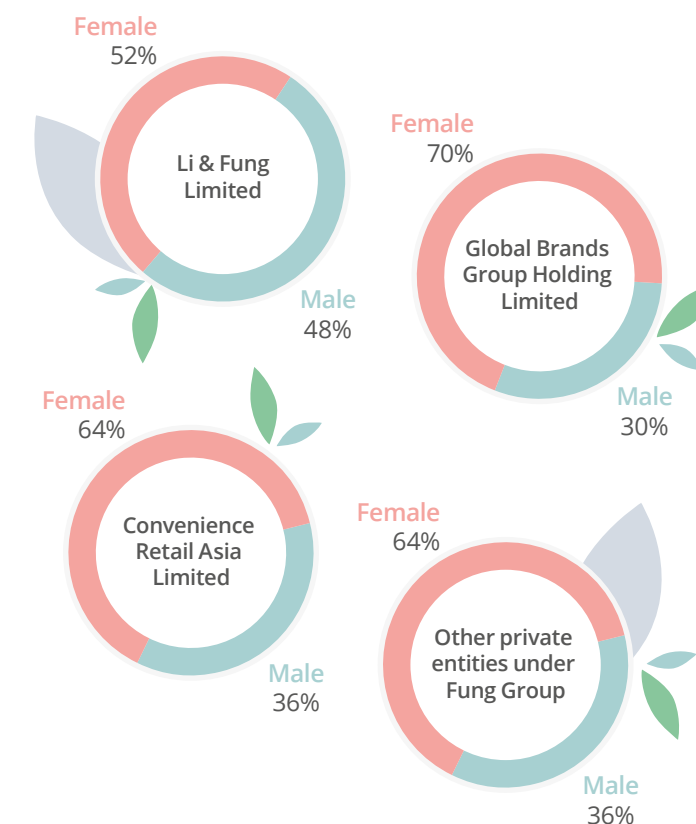 Female
52%
Li & Fung
Limited
Male
48%
Female
70%
Global Brands
Group Holding
Limited
Male
30%
Female
64%
Convenience
Retail Asia
Limited
Male
36%
Female
64%
Other private
entities under
Fung Group
Male
36%